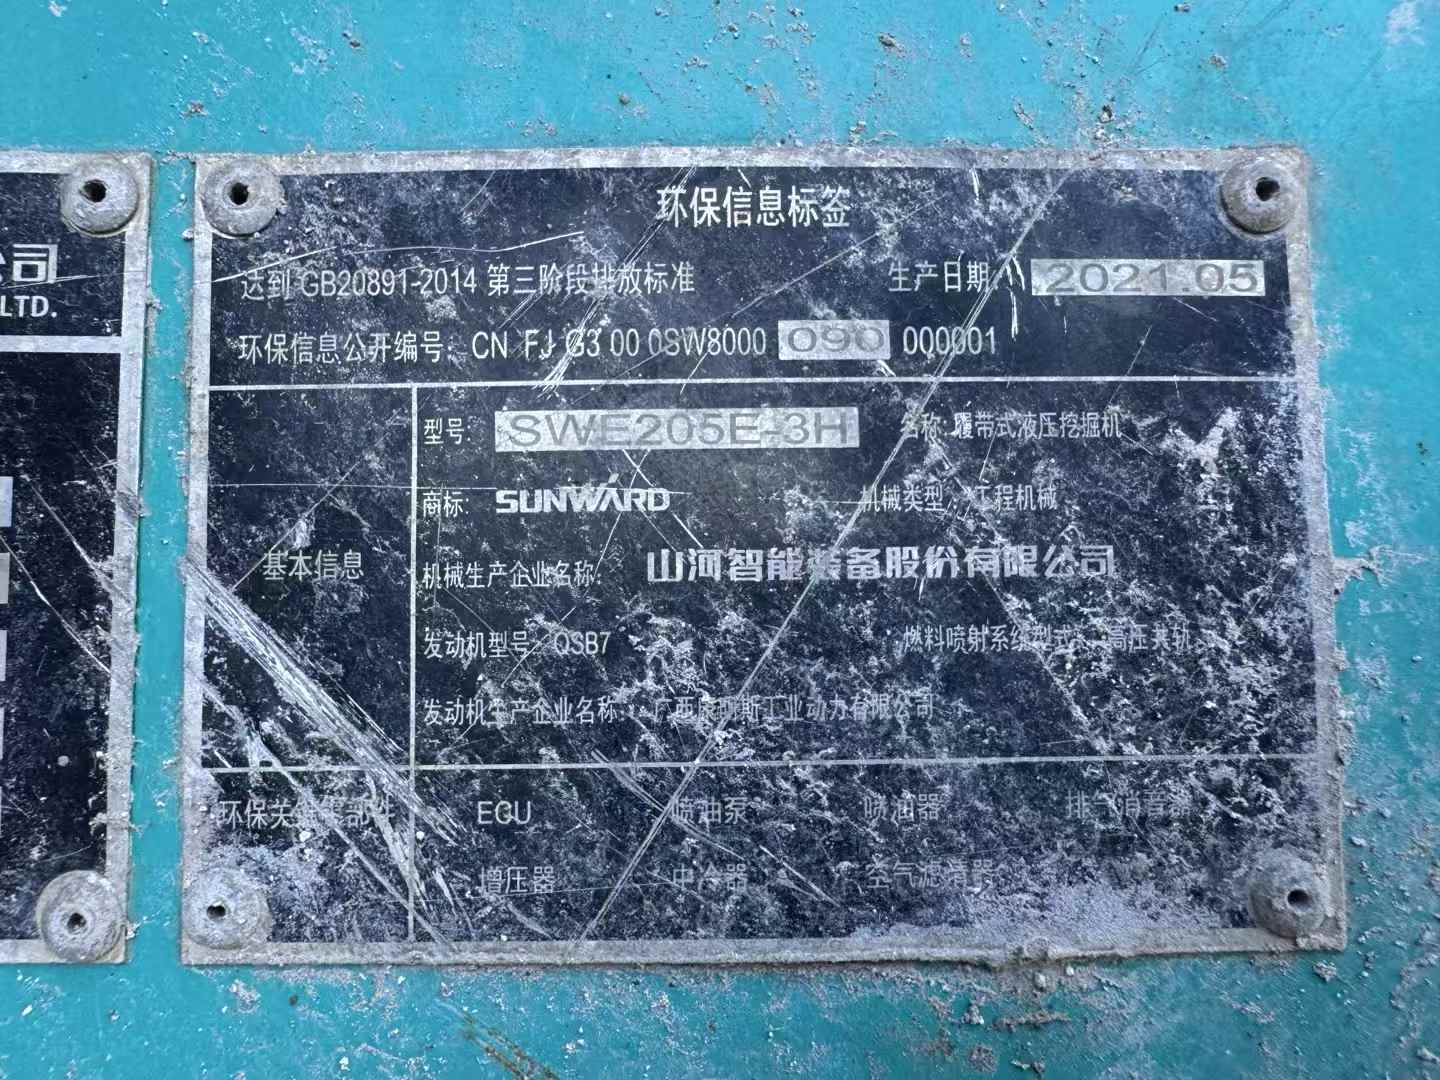 公司
LTD.
环保信息标签
达到 GB20891-2014 第三阶段排放标准 生产日期: 2021.05
环保信息公开编号: CN FJ G3 00 0SW8000 090 000001
型号: SWE205E-3H 名称: 履带式液压挖掘机
商标: SUNWARD 机械类型: 工程机械
基本信息
机械生产企业名称: 山河智能装备股份有限公司
发动机型号: QSB7 燃料喷射系统型式: 高压共轨
发动机生产企业名称: 广西康明斯工业动力有限公司
环保关键零部件 ECU 喷油泵 喷油器 排气消音器
增压器 中冷器 空气滤清器